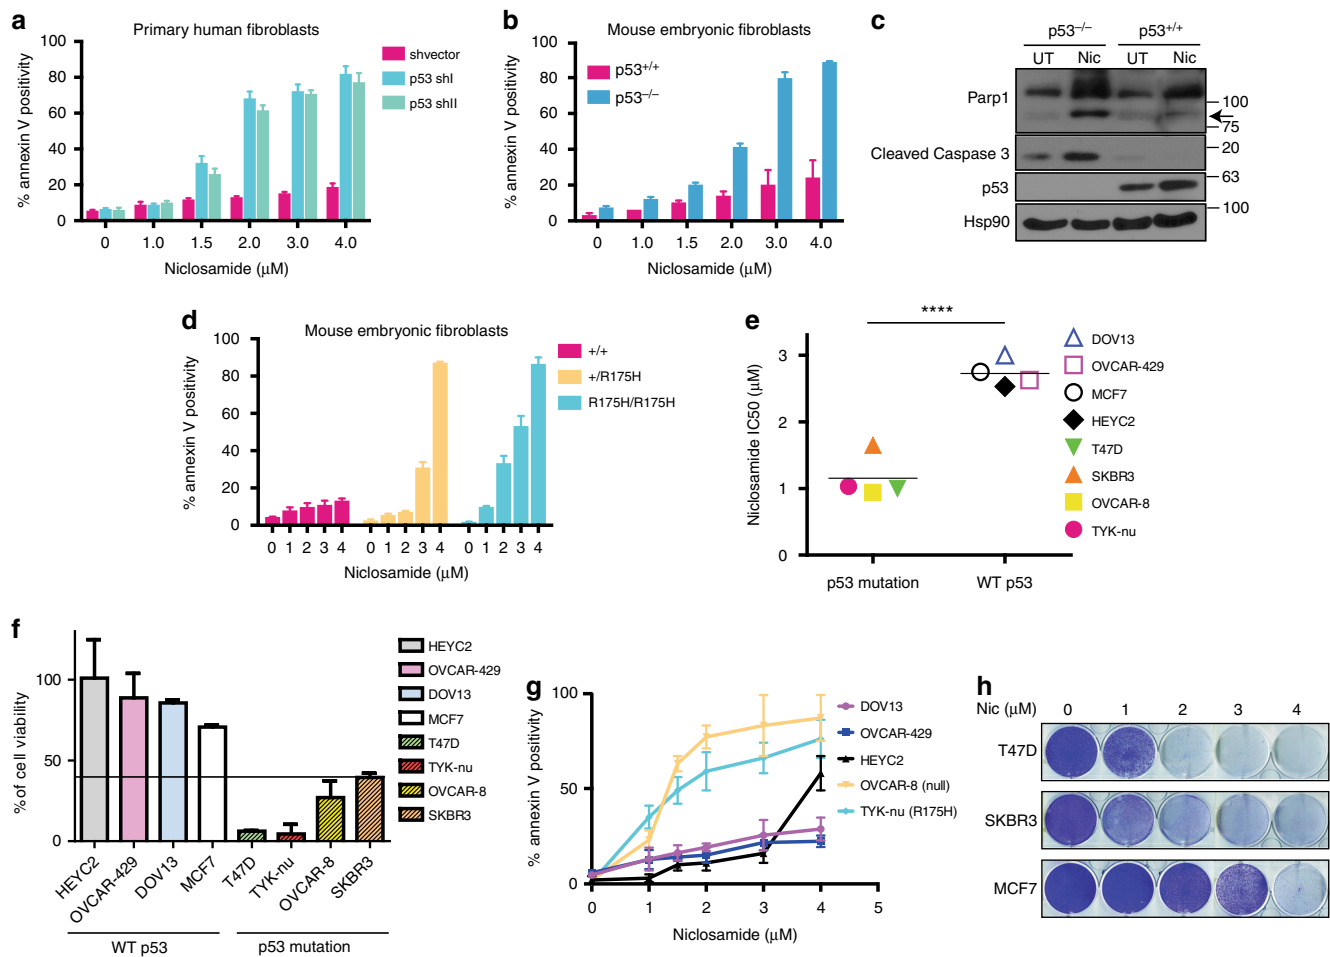 a
Primary human fibroblasts
% annexin V positivity
100
80
60
40
20
0
0 1.0 1.5 2.0 3.0 4.0
Niclosamide (μM)
shvector
p53 shI
p53 shII
b
Mouse embryonic fibroblasts
% annexin V positivity
100
80
60
40
20
0
0 1.0 1.5 2.0 3.0 4.0
Niclosamide (μM)
p53+/+
p53−/−
c
p53−/− p53+/+
UT Nic UT Nic
Parp1
100
75
Cleaved Caspase 3
20
p53
63
Hsp90
100
d
Mouse embryonic fibroblasts
% annexin V positivity
100
80
60
40
20
0
0 1 2 3 4 0 1 2 3 4 0 1 2 3 4
Niclosamide (μM)
+/+
+/R175H
R175H/R175H
e
****
Niclosamide IC50 (μM)
3
2
1
0
p53 mutation WT p53
DOV13
OVCAR-429
MCF7
HEYC2
T47D
SKBR3
OVCAR-8
TYK-nu
f
% of cell viability
100
50
0
HEYC2 OVCAR-429 DOV13 MCF7 T47D TYK-nu OVCAR-8 SKBR3
WT p53 p53 mutation
HEYC2
OVCAR-429
DOV13
MCF7
T47D
TYK-nu
OVCAR-8
SKBR3
g
% annexin V positivity
100
50
0
0 1 2 3 4 5
Niclosamide (μM)
DOV13
OVCAR-429
HEYC2
OVCAR-8 (null)
TYK-nu (R175H)
h
Nic (μM) 0 1 2 3 4
T47D
SKBR3
MCF7